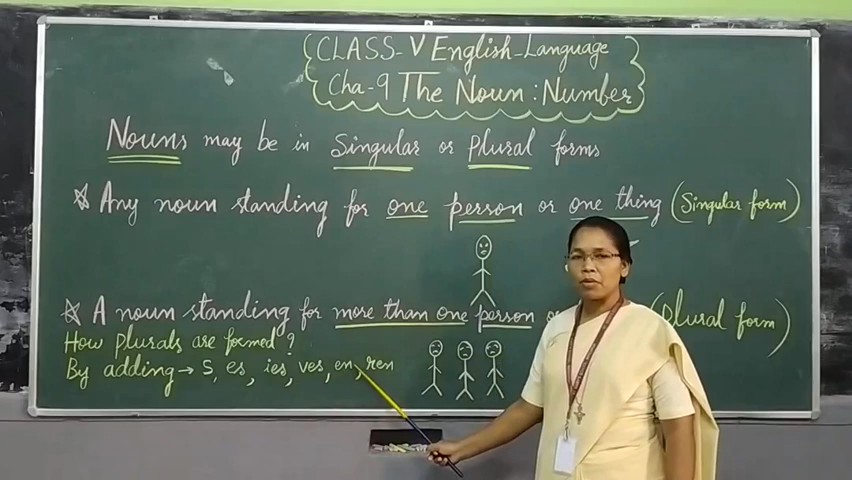 CLASS-V English-Language
Cha-9 The Noun : Number
Nouns may be in Singular or Plural forms
Any noun standing for one person or one thing (Singular form)
A noun standing for more than one person (Plural form)
How plurals are formed?
By adding → s, es, ies, ves, en, ren